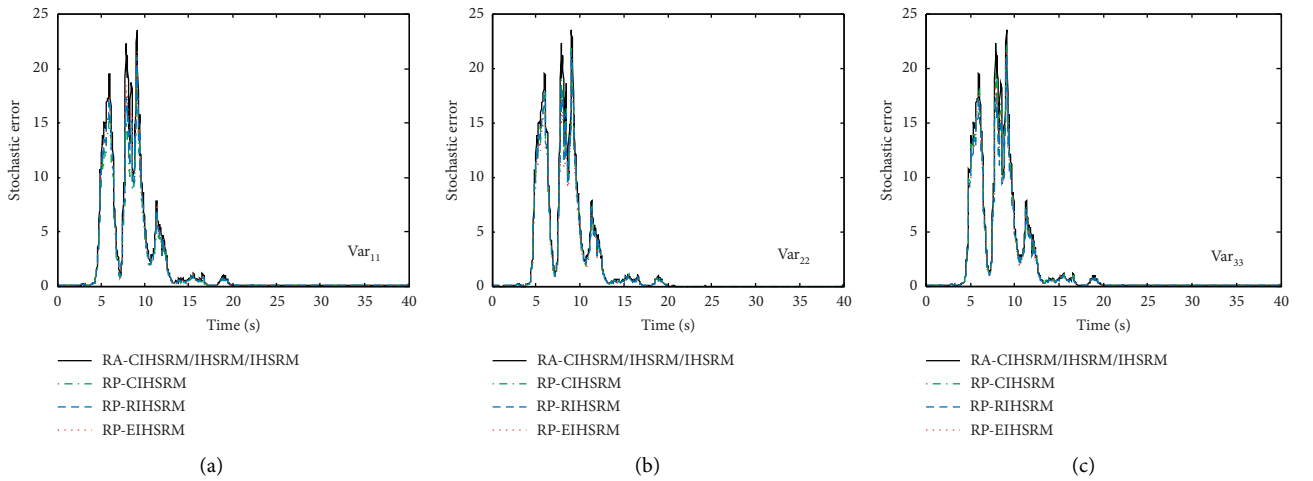 25
20
15
10
5
0
Stochastic error
Var11
0 5 10 15 20 25 30 35 40
Time (s)
RA-CIHSRM/IHSRM/IHSRM
RP-CIHSRM
RP-RIHSRM
RP-EIHSRM
(a)
25
20
15
10
5
0
Stochastic error
Var22
0 5 10 15 20 25 30 35 40
Time (s)
RA-CIHSRM/IHSRM/IHSRM
RP-CIHSRM
RP-RIHSRM
RP-EIHSRM
(b)
25
20
15
10
5
0
Stochastic error
Var33
0 5 10 15 20 25 30 35 40
Time (s)
RA-CIHSRM/IHSRM/IHSRM
RP-CIHSRM
RP-RIHSRM
RP-EIHSRM
(c)